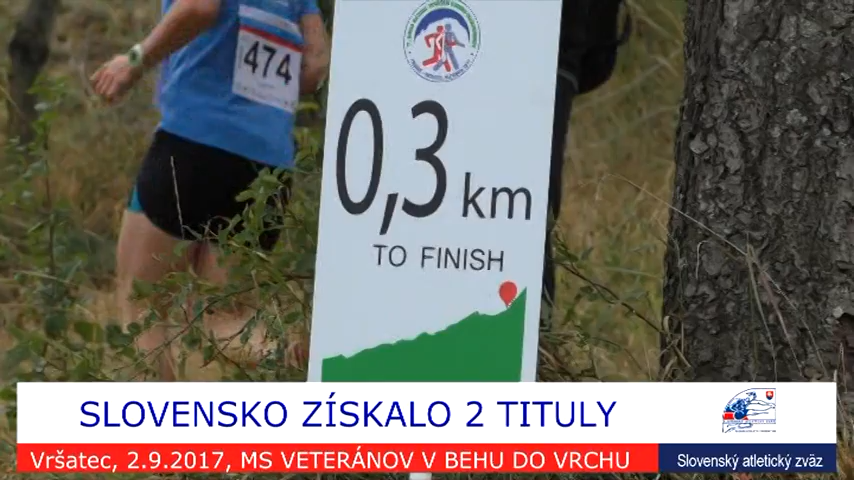 474
0,3 km
TO FINISH
SLOVENSKO ZÍSKALO 2 TITULY
Vršatec, 2.9.2017, MS VETERÁNOV V BEHU DO VRCHU
Slovenský atletický zväz